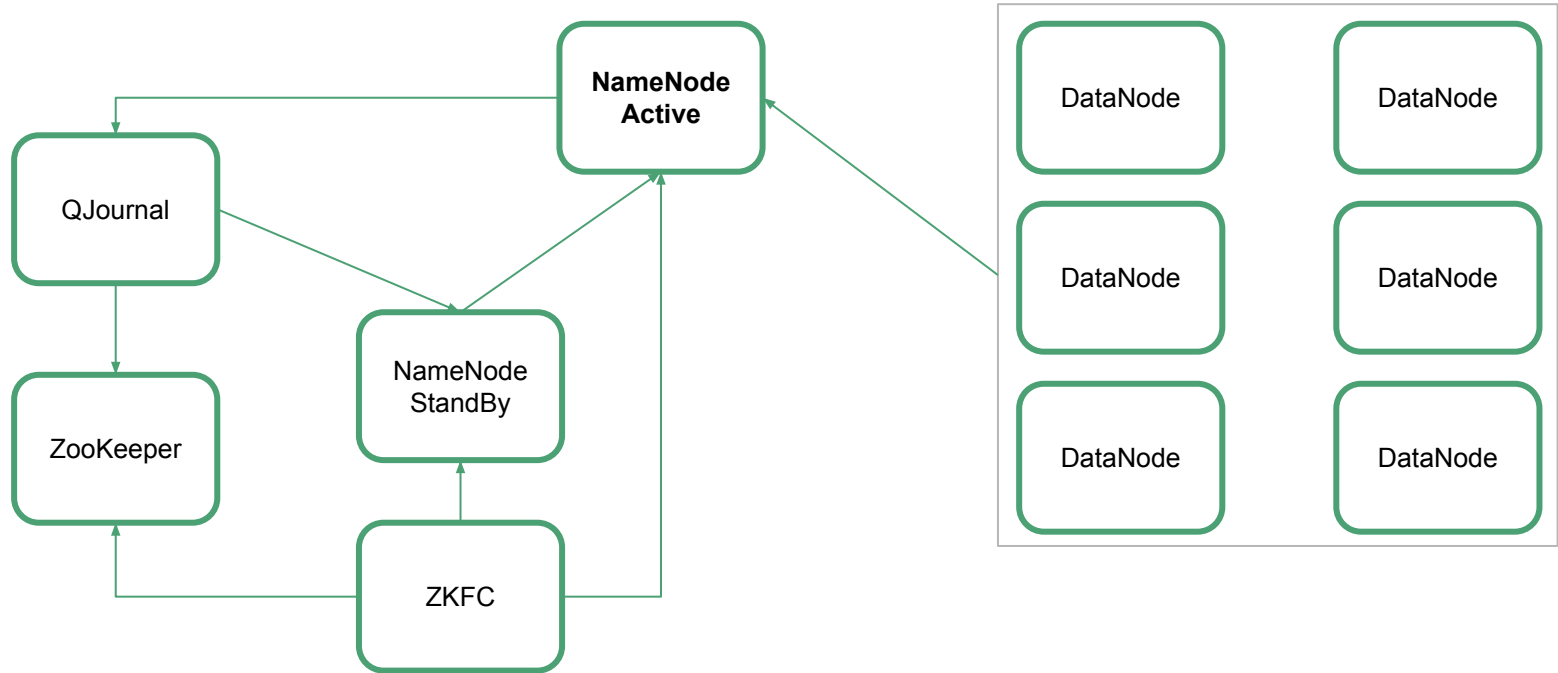 NameNode
Active
DataNode
DataNode
QJournal
DataNode
DataNode
NameNode
StandBy
ZooKeeper
DataNode
DataNode
ZKFC